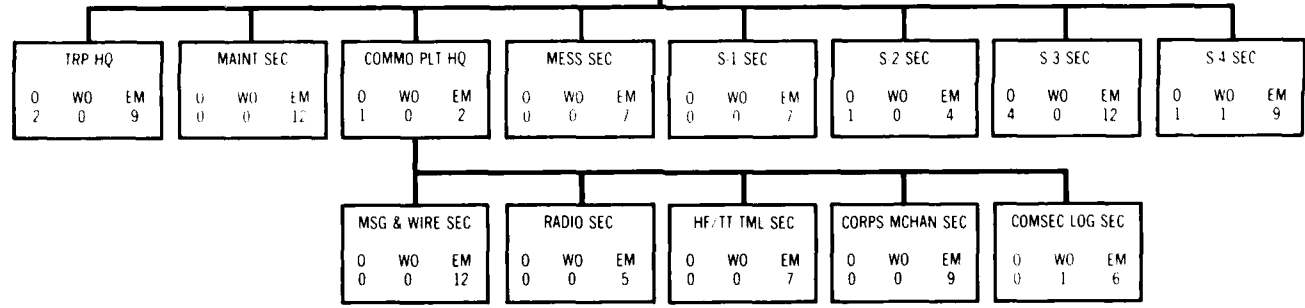 TRP HQ
O WO EM
2 0 9
MAINT SEC
O WO EM
0 0 12
COMMO PLT HQ
O WO EM
1 0 2
MESS SEC
O WO EM
0 0 7
S-1 SEC
O WO EM
0 0 7
S-2 SEC
O WO EM
1 0 4
S-3 SEC
O WO EM
4 0 12
S-4 SEC
O WO EM
1 1 9
MSG & WIRE SEC
O WO EM
0 0 12
RADIO SEC
O WO EM
0 0 5
HF/TT TML SEC
O WO EM
0 0 7
CORPS MCHAN SEC
O WO EM
0 0 9
COMSEC LOG SEC
O WO EM
0 1 6